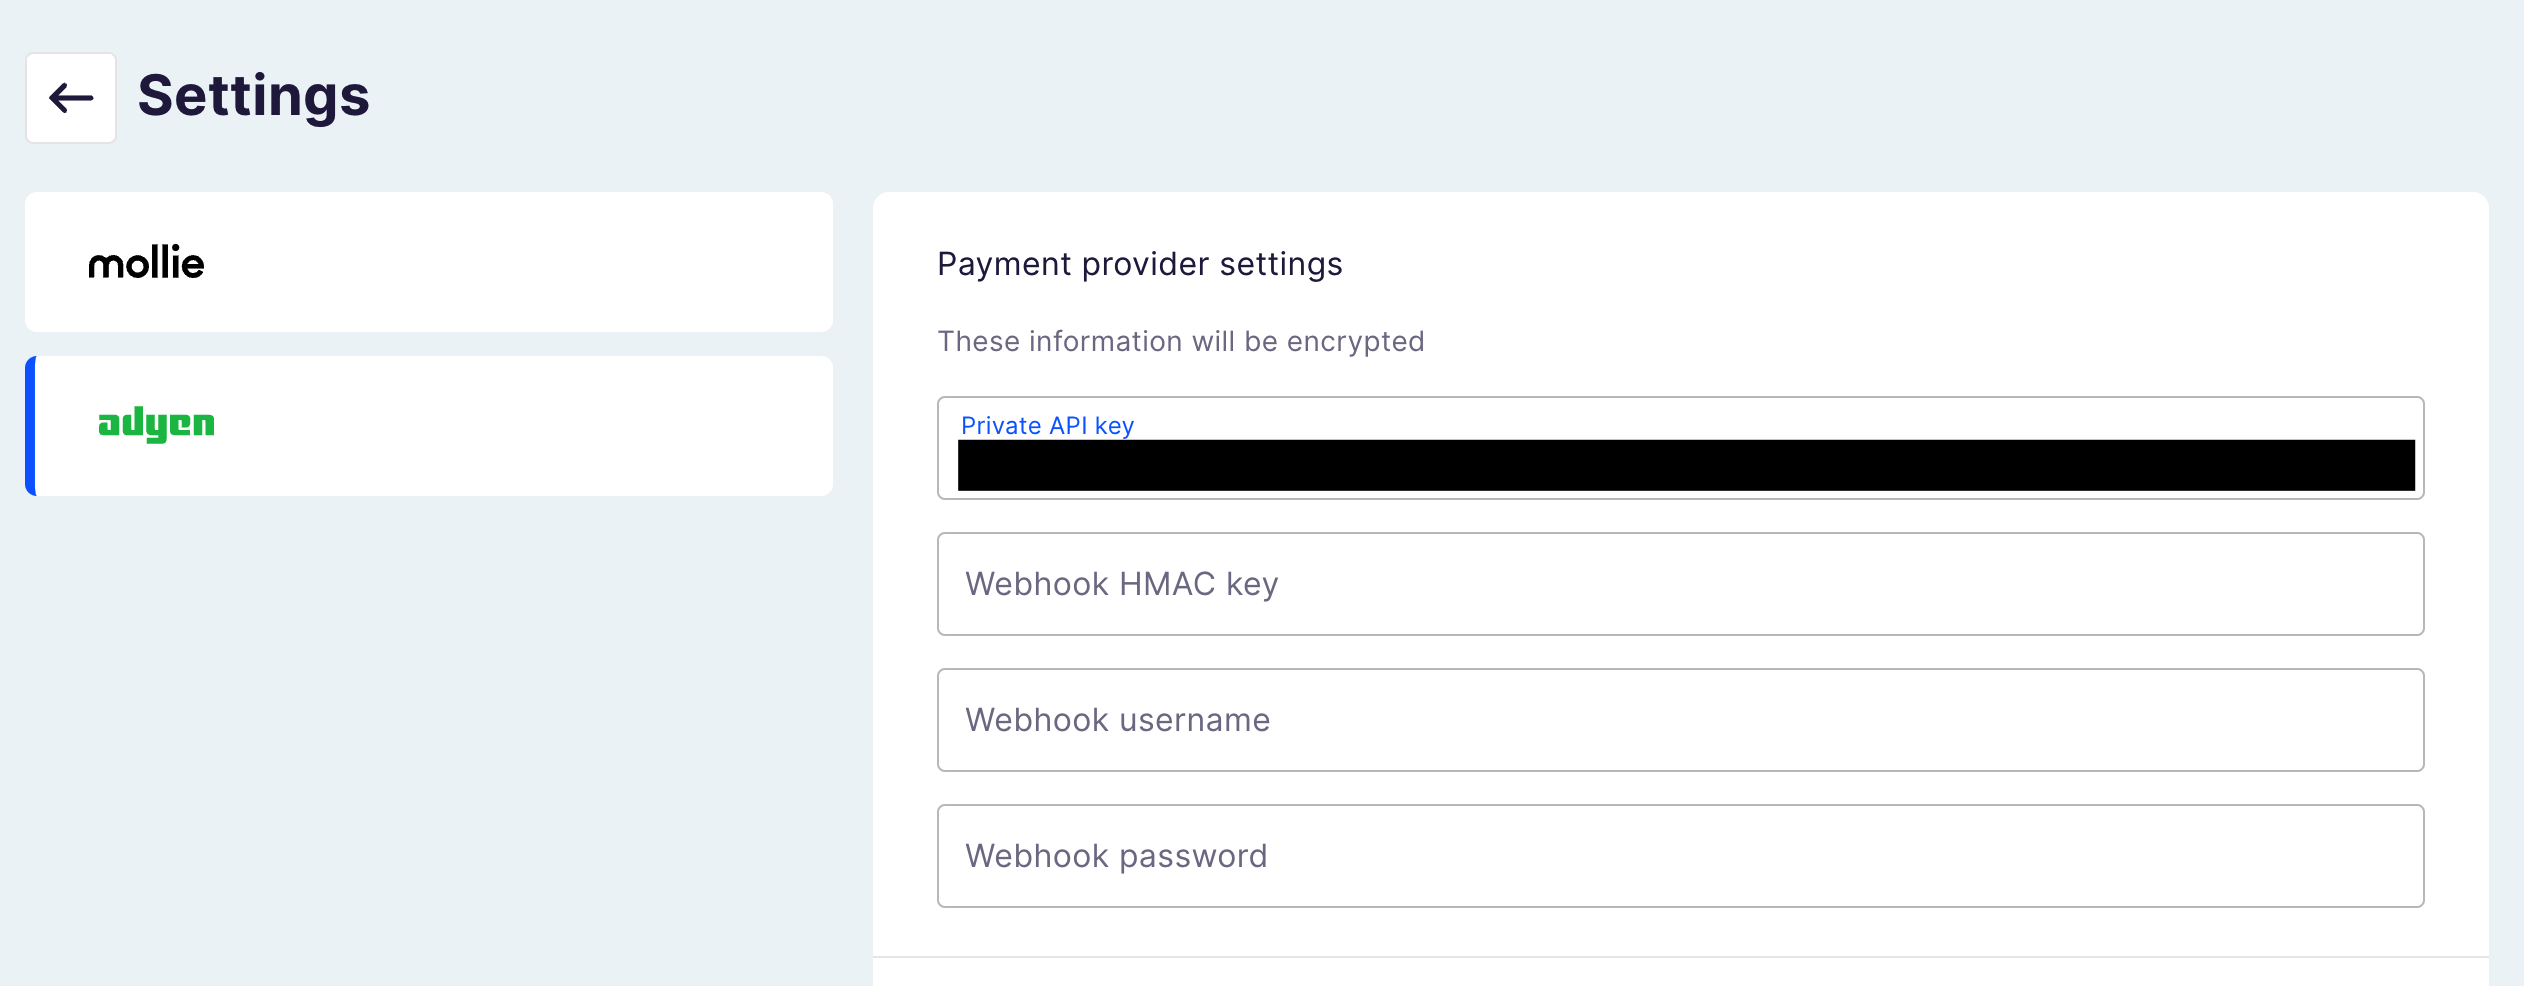 Settings
mollie
adyen
Payment provider settings
These information will be encrypted
Private API key
Webhook HMAC key
Webhook username
Webhook password